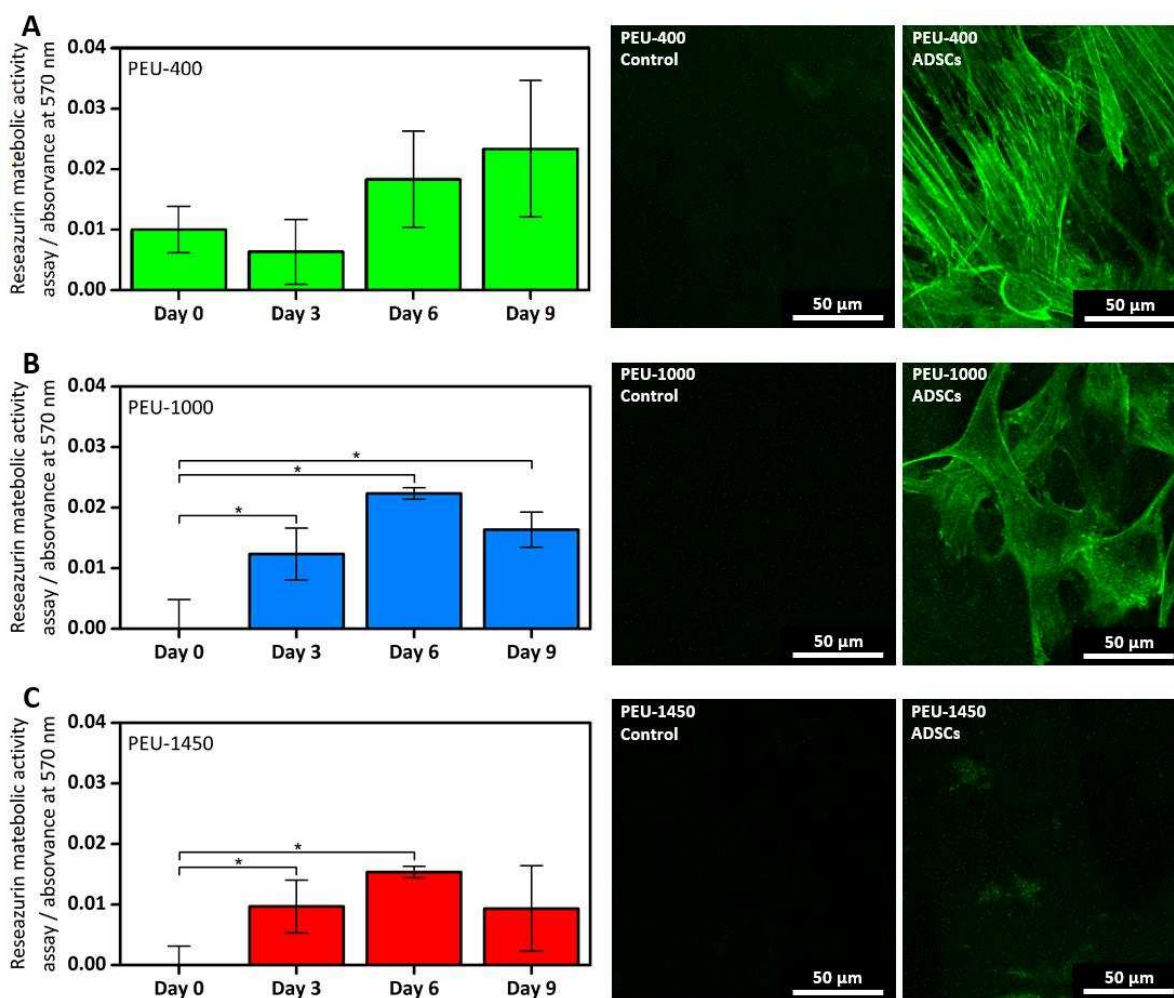 A
Reseazurin matebolic activity
assay / absorvance at 570 nm
0.04
0.03
0.02
0.01
0.00
PEU-400
Day 0
Day 3
Day 6
Day 9
PEU-400
Control
50 µm
PEU-400
ADSCs
50 µm
B
Reseazurin matebolic activity
assay / absorvance at 570 nm
0.04
0.03
0.02
0.01
0.00
PEU-1000
*
*
*
Day 0
Day 3
Day 6
Day 9
PEU-1000
Control
50 µm
PEU-1000
ADSCs
50 µm
C
Reseazurin matebolic activity
assay / absorvance at 570 nm
0.04
0.03
0.02
0.01
0.00
PEU-1450
*
*
Day 0
Day 3
Day 6
Day 9
PEU-1450
Control
50 µm
PEU-1450
ADSCs
50 µm